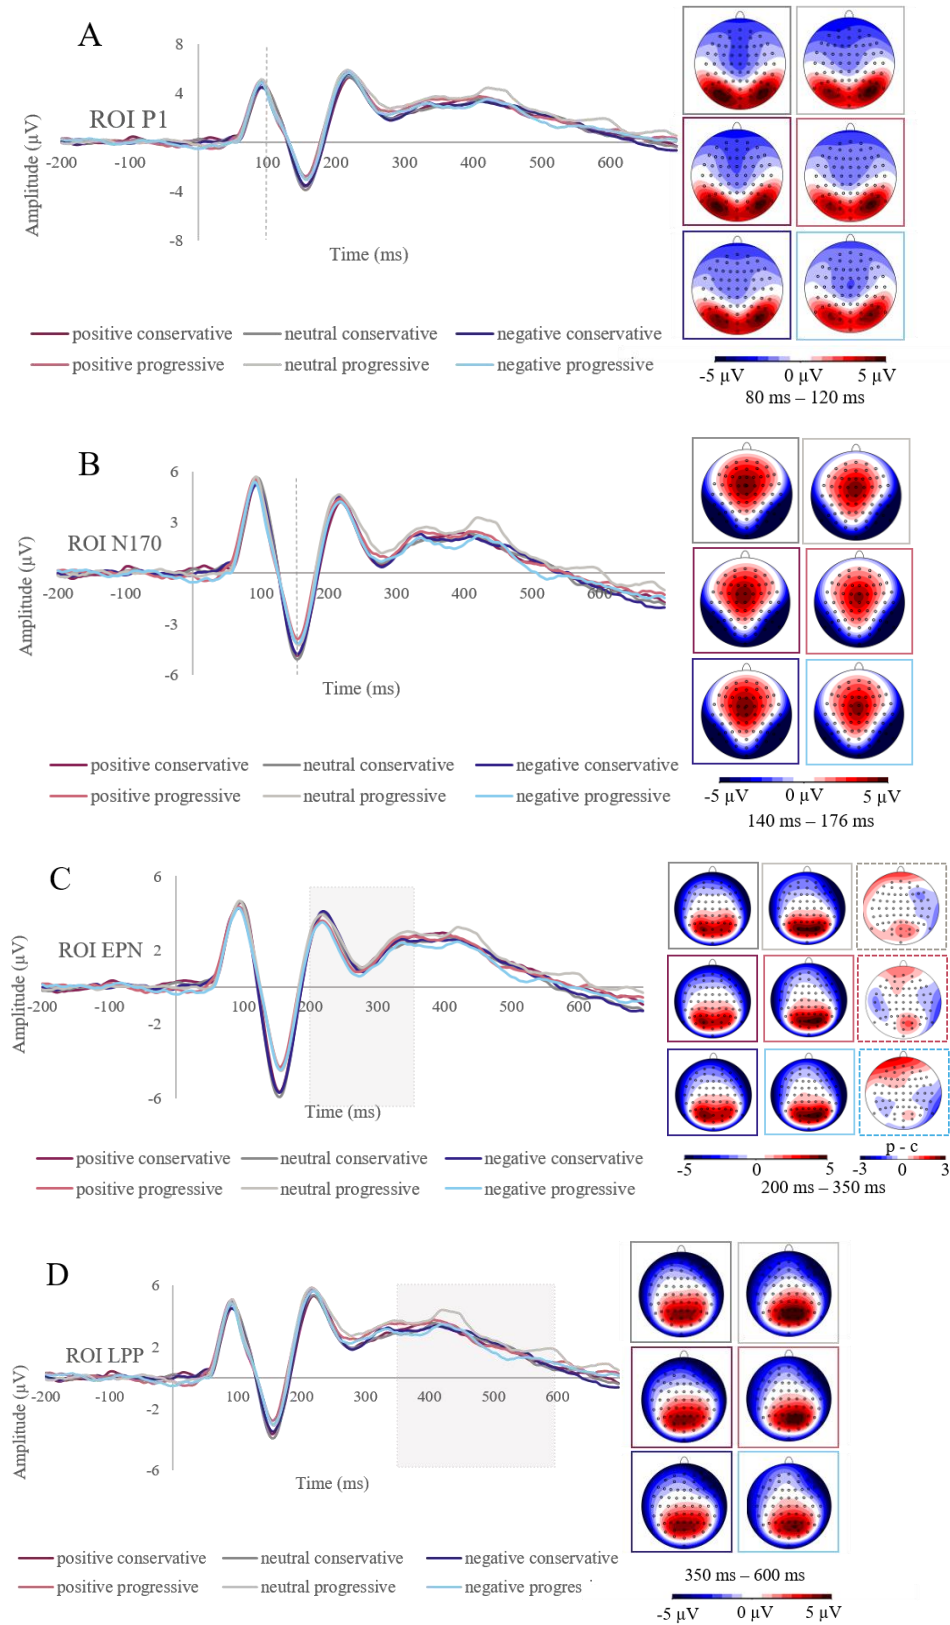 A
8
4
-4
-8
ROI P1
Amplitude (µV)
-200 -100 100 200 300 400 500 600
Time (ms)
positive conservative neutral conservative negative conservative
positive progressive neutral progressive negative progressive
-5 µV 0 µV 5 µV
80 ms – 120 ms
B
6
3
-3
-6
ROI N170
Amplitude (µV)
-200 -100 100 200 300 400 500 600
Time (ms)
positive conservative neutral conservative negative conservative
positive progressive neutral progressive negative progressive
-5 µV 0 µV 5 µV
140 ms – 176 ms
C
6
2
-2
-6
ROI EPN
Amplitude (µV)
-200 -100 100 200 300 400 500 600
Time (ms)
positive conservative neutral conservative negative conservative
positive progressive neutral progressive negative progressive
p - c
-5 0 5 -3 0 3
200 ms – 350 ms
D
6
2
-2
-6
ROI LPP
Amplitude (µV)
-200 -100 100 200 300 400 500 600
Time (ms)
positive conservative neutral conservative negative conservative
positive progressive neutral progressive negative progres
350 ms – 600 ms
-5 µV 0 µV 5 µV